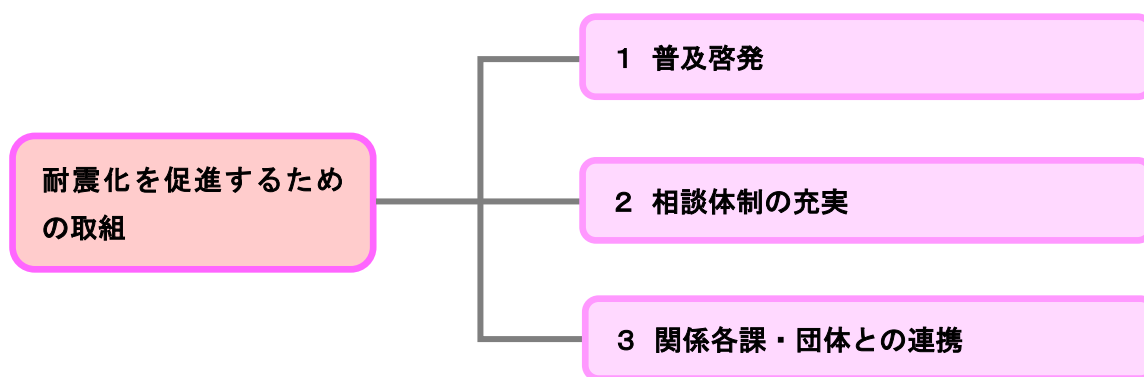 耐震化を促進するため
の取組
１ 普及啓発
２ 相談体制の充実
３ 関係各課・団体との連携